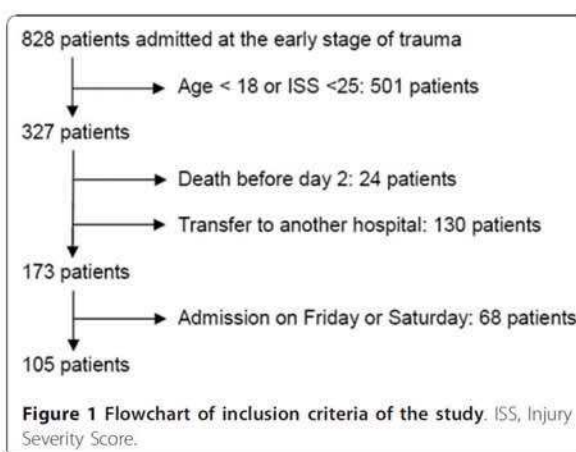 828 patients admitted at the early stage of trauma
Age < 18 or ISS <25: 501 patients
327 patients
Death before day 2: 24 patients
Transfer to another hospital: 130 patients
173 patients
Admission on Friday or Saturday: 68 patients
105 patients
Figure 1 Flowchart of inclusion criteria of the study. ISS, Injury
Severity Score.